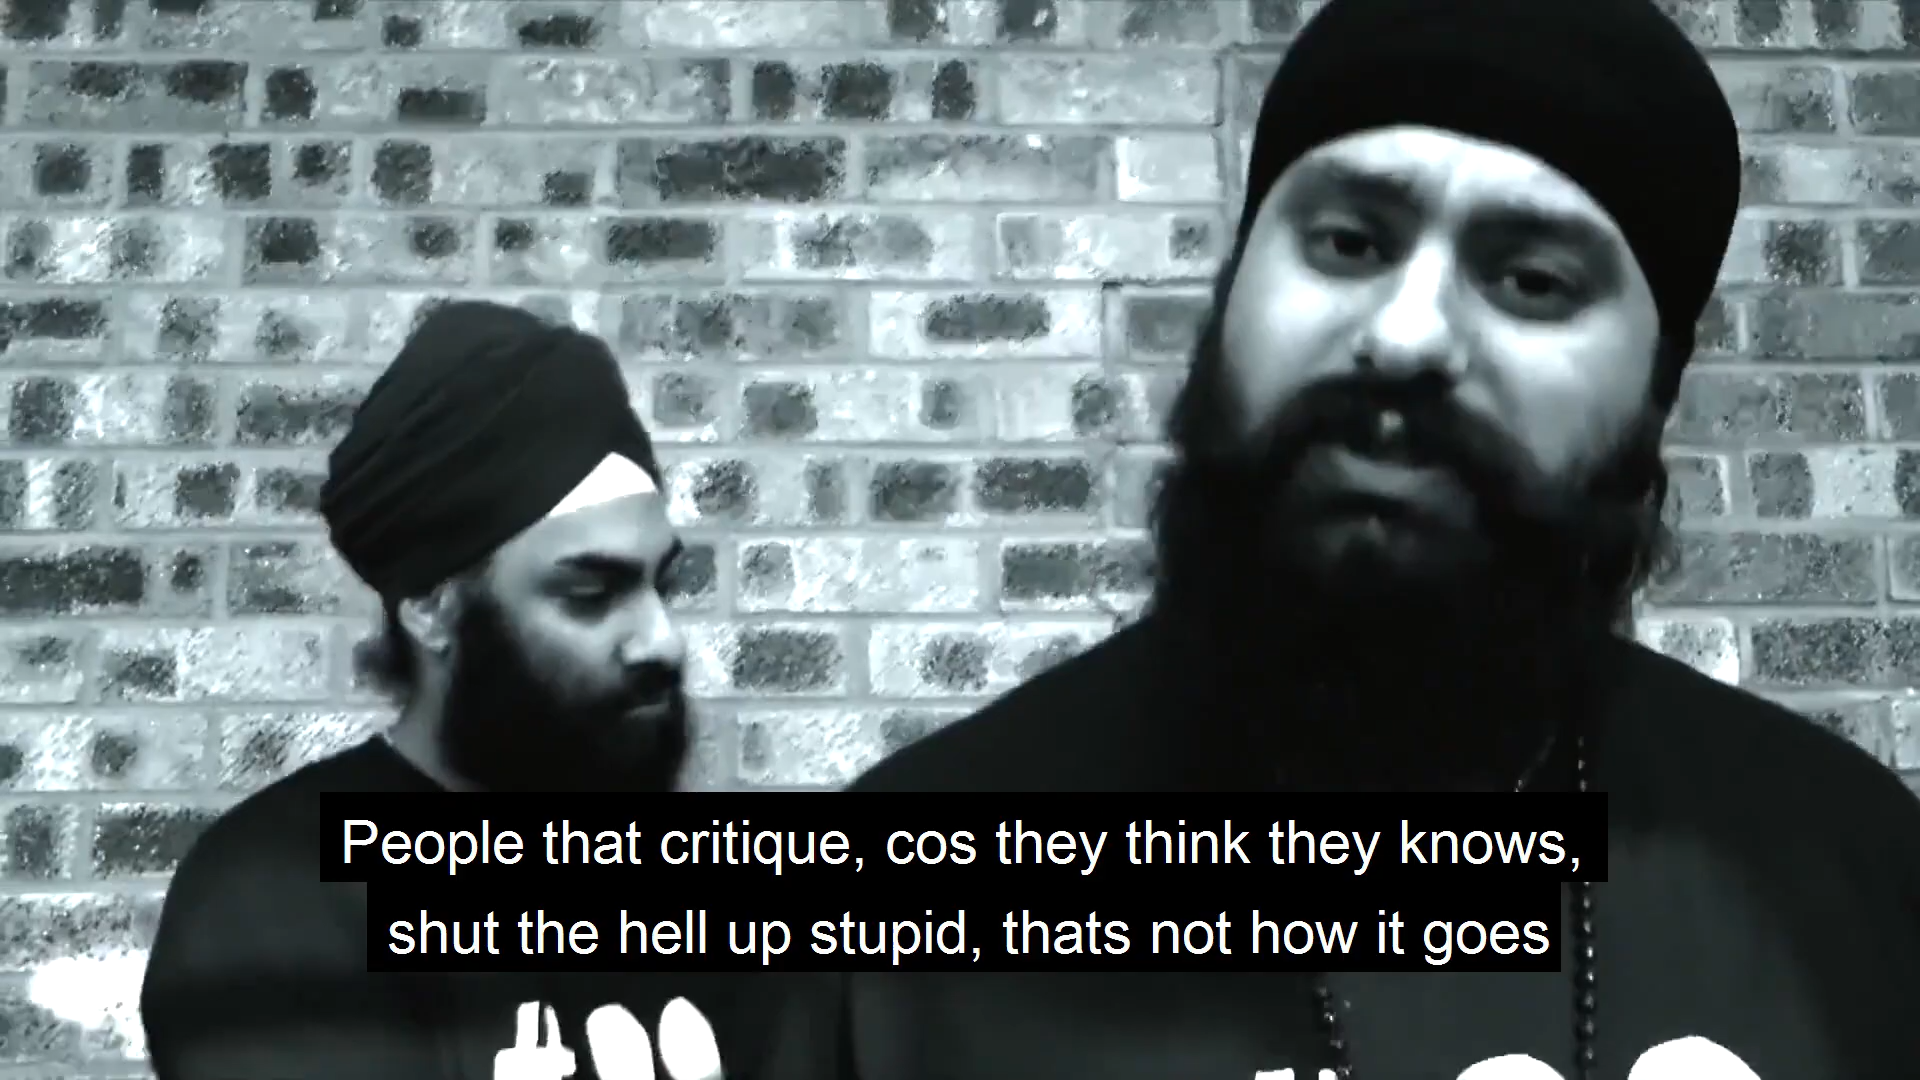 People that critique, cos they think they knows,
shut the hell up stupid, thats not how it goes